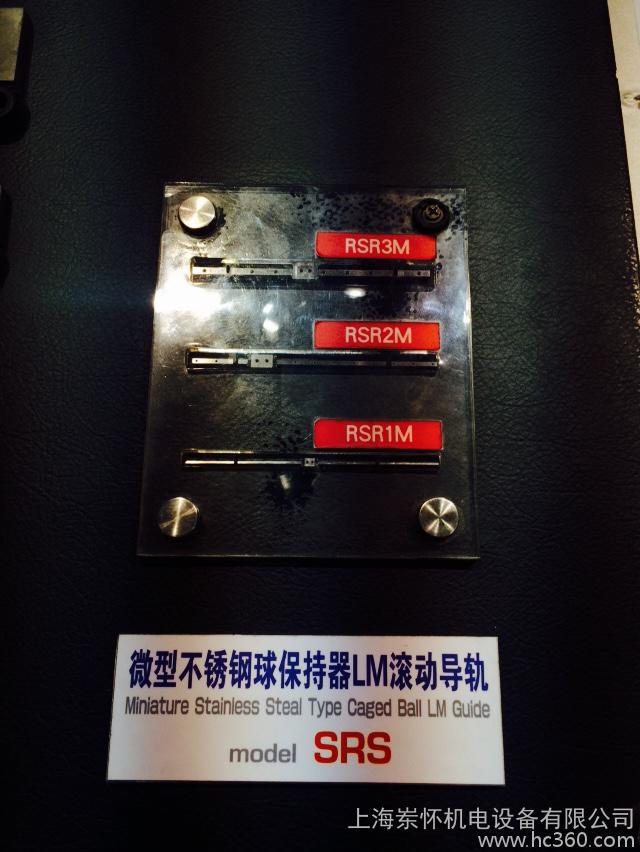 RSR3M
RSR2M
RSR1M
微型不锈钢球保持器LM滚动导轨
Miniature Stainless Steal Type Caged Ball LM Guide
model SRS
上海崇怀机电设备有限公司
www.hc360.com